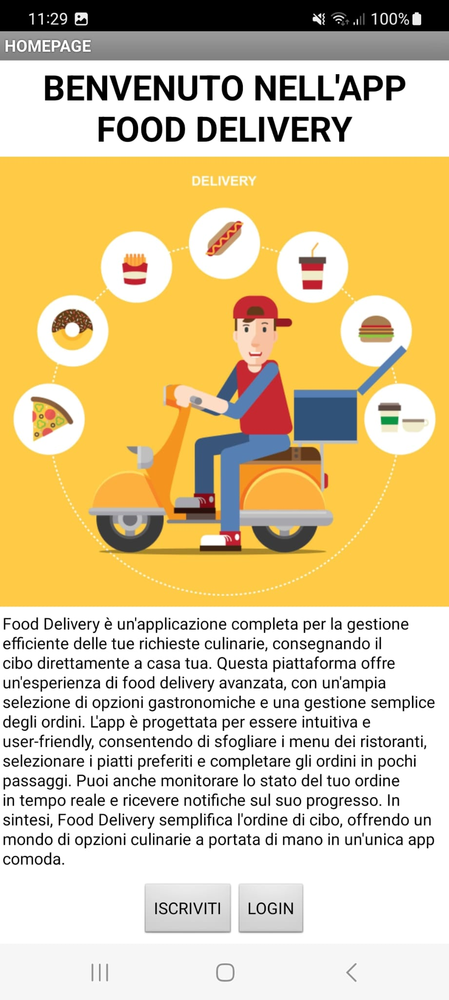 11:29
100%
HOMEPAGE
BENVENUTO NELL'APP
FOOD DELIVERY
DELIVERY
Food Delivery è un'applicazione completa per la gestione
efficiente delle tue richieste culinarie, consegnando il
cibo direttamente a casa tua. Questa piattaforma offre
un'esperienza di food delivery avanzata, con un'ampia
selezione di opzioni gastronomiche e una gestione semplice
degli ordini. L'app è progettata per essere intuitiva e
user-friendly, consentendo di sfogliare i menu dei ristoranti,
selezionare i piatti preferiti e completare gli ordini in pochi
passaggi. Puoi anche monitorare lo stato del tuo ordine
in tempo reale e ricevere notifiche sul suo progresso. In
sintesi, Food Delivery semplifica l'ordine di cibo, offrendo un
mondo di opzioni culinarie a portata di mano in un'unica app
comoda.
ISCRIVITI
LOGIN